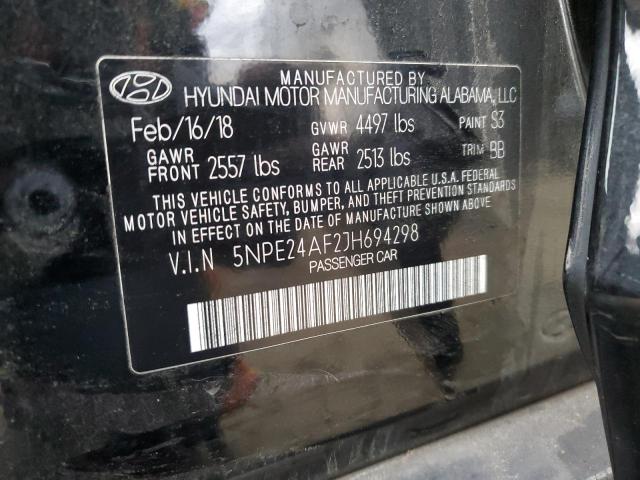 MANUFACTURED BY
HYUNDAI MOTOR MANUFACTURING ALABAMA, LLC
Feb/16/18 GVWR 4497 lbs PAINT S3
GAWR FRONT 2557 lbs GAWR REAR 2513 lbs TRIM BB
THIS VEHICLE CONFORMS TO ALL APPLICABLE U.S.A. FEDERAL
MOTOR VEHICLE SAFETY, BUMPER, AND THEFT PREVENTION STANDARDS
IN EFFECT ON THE DATE OF MANUFACTURE SHOWN ABOVE.
V.I.N 5NPE24AF2JH694298
PASSENGER CAR